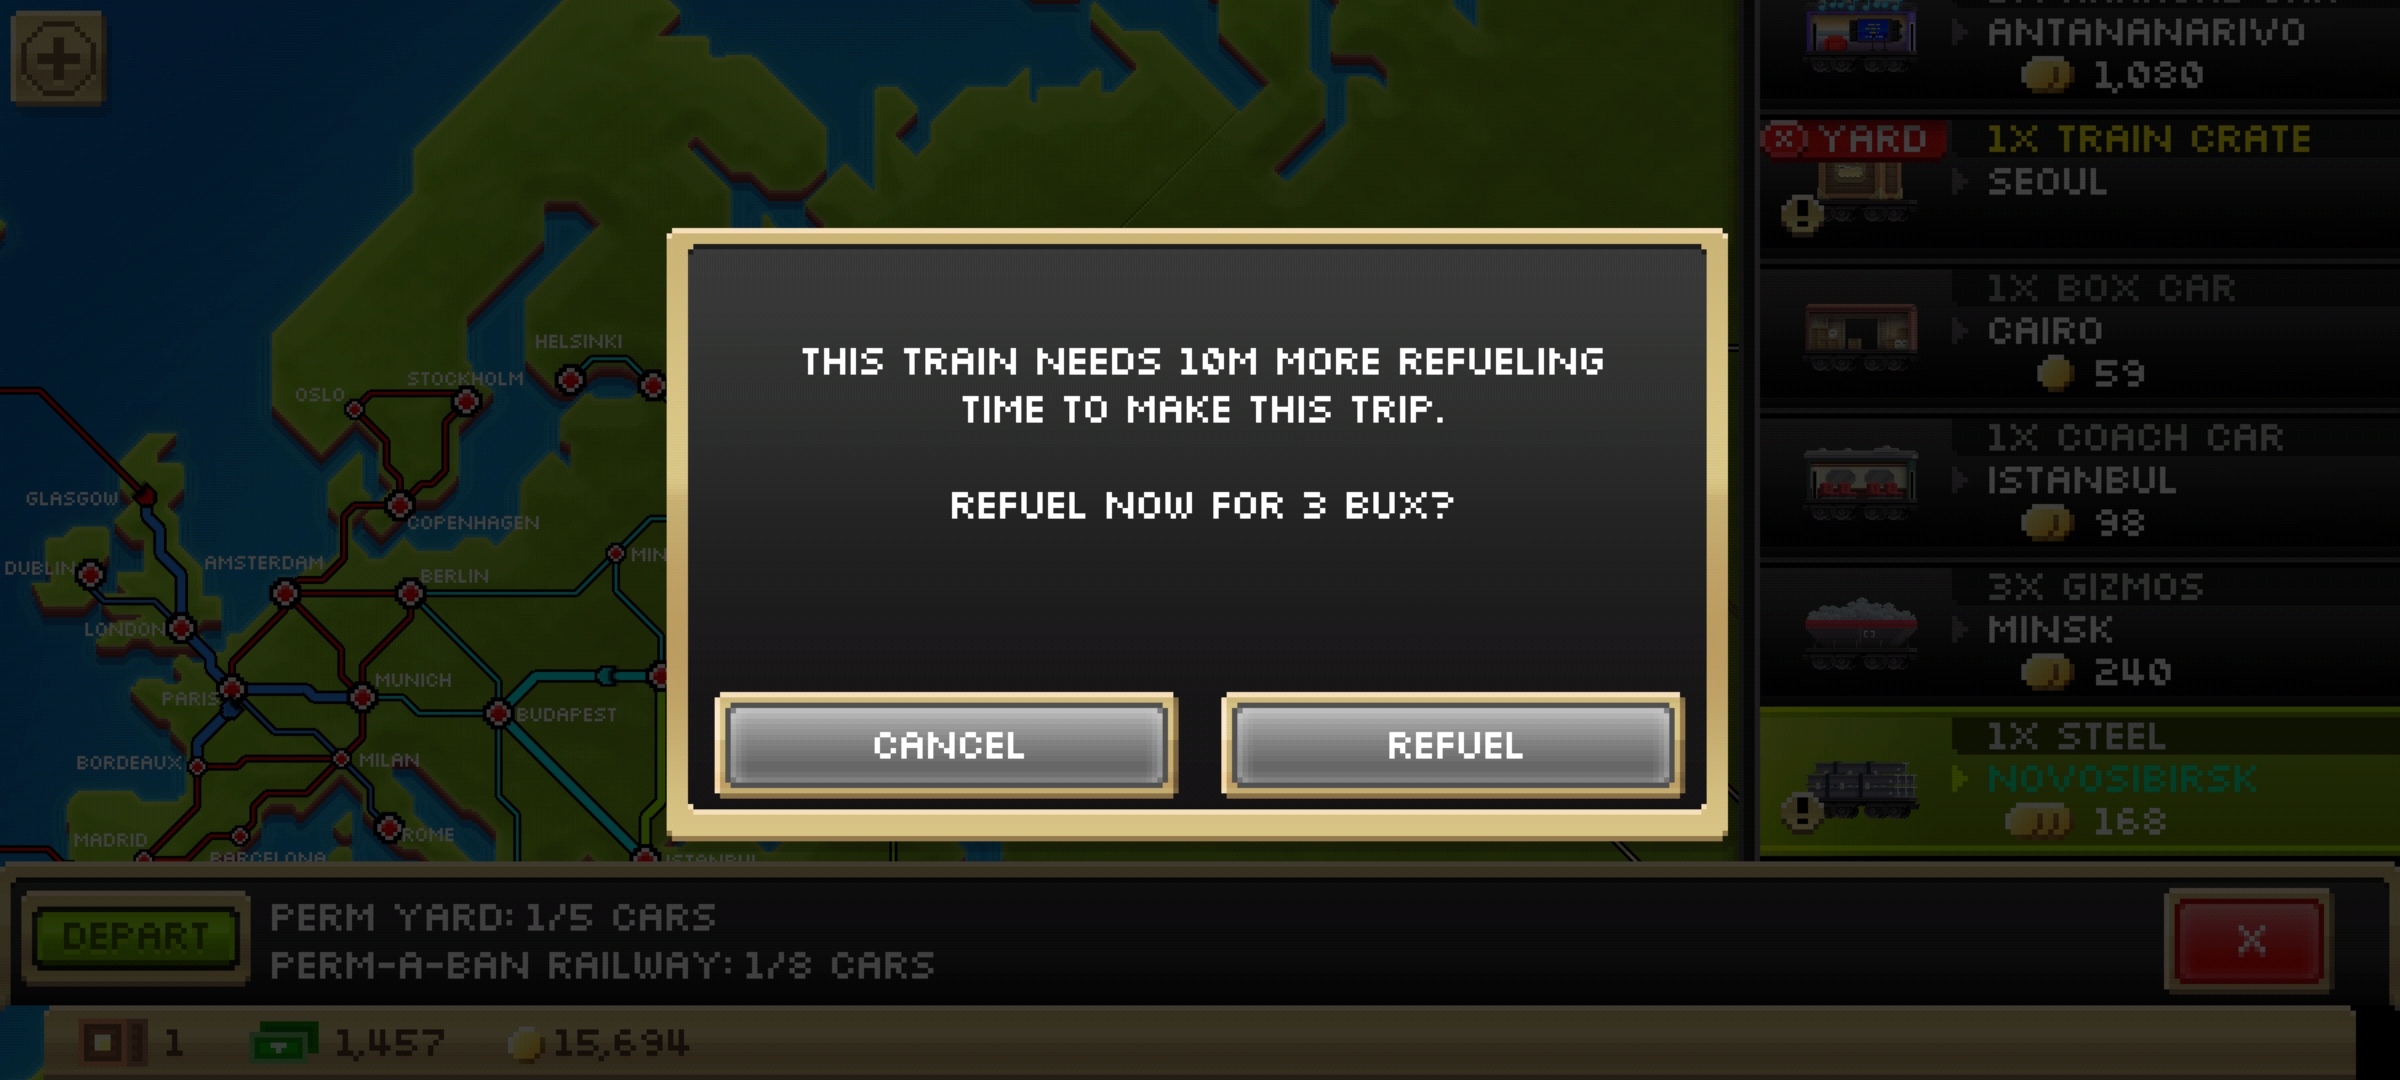 ANTANANARIVO
1,080
YARD
1X TRAIN CRATE
SEOUL
1X BOX CAR
CAIRO
59
1X COACH CAR
ISTANBUL
98
3X GIZMOS
MINSK
240
1X STEEL
NOVOSIBIRSK
168
HELSINKI
STOCKHOLM
OSLO
GLASGOW
COPENHAGEN
DUBLIN
AMSTERDAM
BERLIN
MIN
LONDON
PARIS
MUNICH
BUDAPEST
BORDEAUX
MILAN
MADRID
ROME
BARCELONA
ISTANBUL
THIS TRAIN NEEDS 10M MORE REFUELING
TIME TO MAKE THIS TRIP.
REFUEL NOW FOR 3 BUX?
CANCEL
REFUEL
DEPART
PERM YARD: 1/5 CARS
PERM-A-BAN RAILWAY: 1/8 CARS
X
1
1,457
15,694